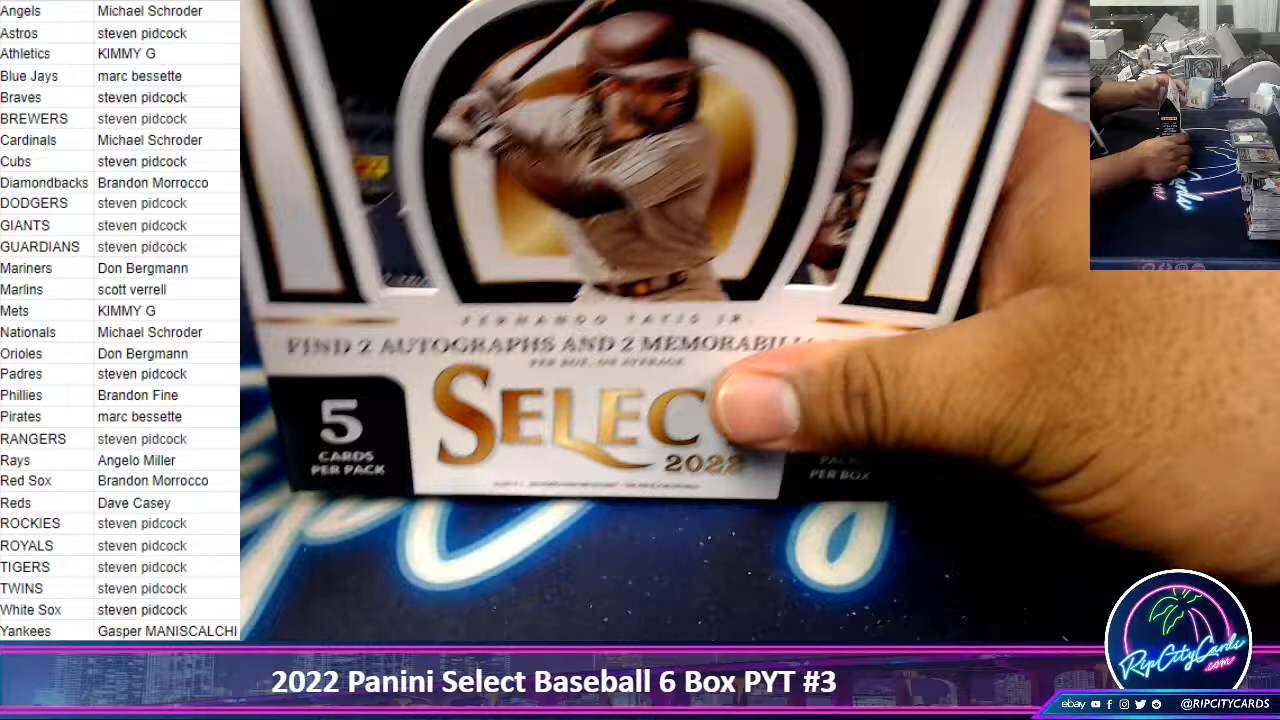 Angels Michael Schroder
Astros steven pidcock
Athletics KIMMY G
Blue Jays marc bessette
Braves steven pidcock
BREWERS steven pidcock
Cardinals Michael Schroder
Cubs steven pidcock
Diamondbacks Brandon Morrocco
DODGERS steven pidcock
GIANTS steven pidcock
GUARDIANS steven pidcock
Mariners Don Bergmann
Marlins scott verrell
Mets KIMMY G
Nationals Michael Schroder
Orioles Don Bergmann
Padres steven pidcock
Phillies Brandon Fine
Pirates marc bessette
RANGERS steven pidcock
Rays Angelo Miller
Red Sox Brandon Morrocco
Reds Dave Casey
ROCKIES steven pidcock
ROYALS steven pidcock
TIGERS steven pidcock
TWINS steven pidcock
White Sox steven pidcock
Yankees Gasper MANISCALCHI
FERNANDO TATIS JR.
FIND 2 AUTOGRAPHS AND 2
PER BOX, ON AVERAGE
SELEC
2022
5
CARDS
PER PACK
PER BOX
RipCityCards
.com
2022 Panini Select Baseball 6 Box PYT #3
ebay @RIPCITYCARDS